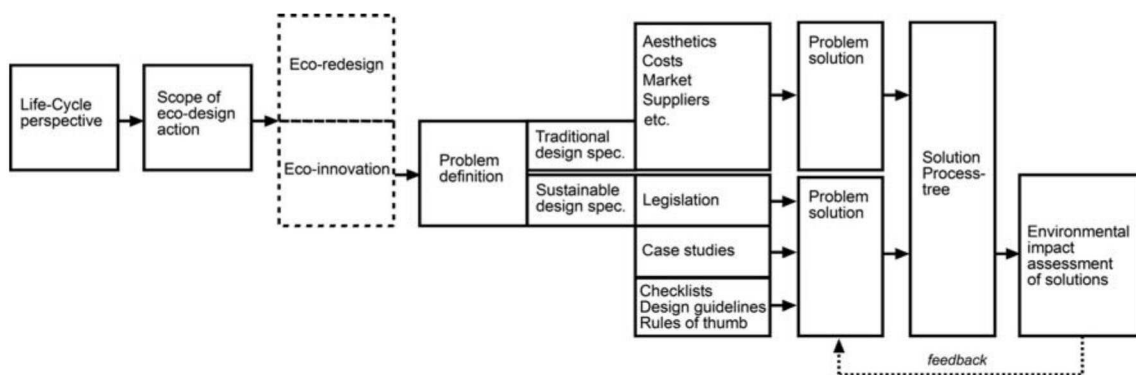 Life-Cycle
perspective
Scope of
eco-design
action
Eco-redesign
Eco-innovation
Problem
definition
Traditional
design spec.
Sustainable
design spec.
Aesthetics
Costs
Market
Suppliers
etc.
Legislation
Case studies
Checklists
Design guidelines
Rules of thumb
Problem
solution
Problem
solution
Solution
Process-
tree
Environmental
impact
assessment
of solutions
feedback